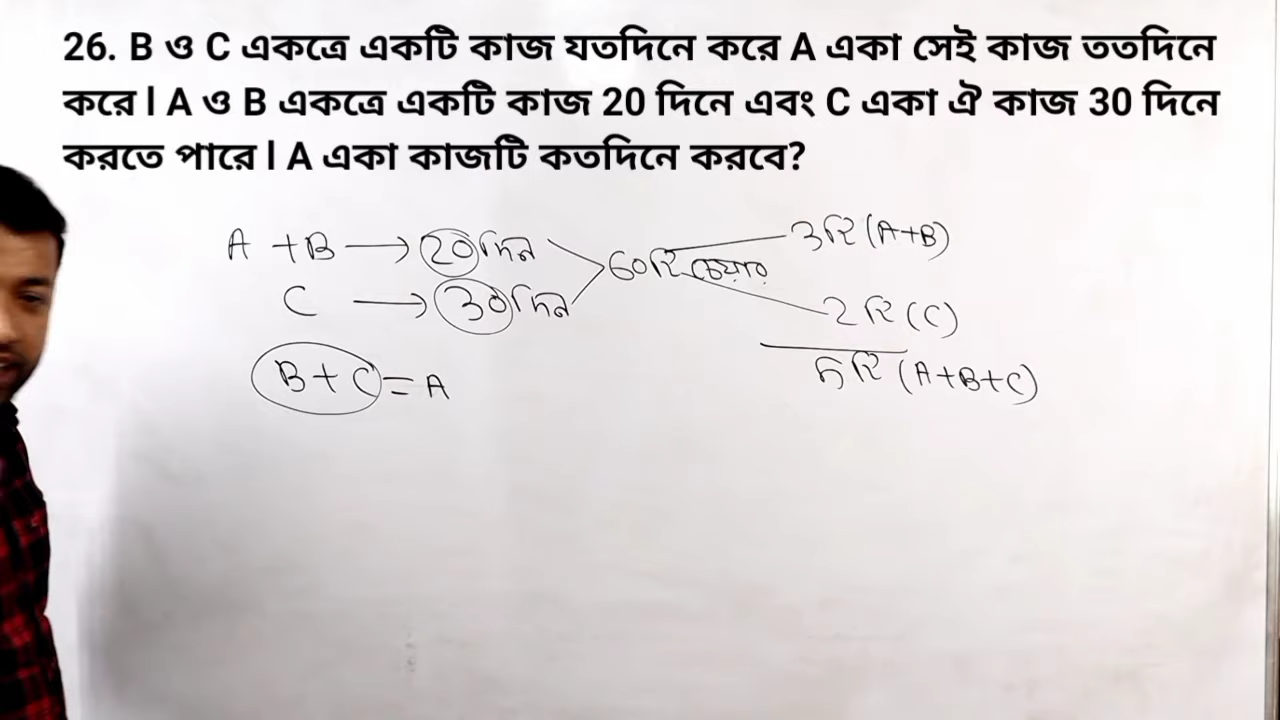 26. B ও C একত্রে একটি কাজ যতদিনে করে A একা সেই কাজ ততদিনে
করে l A ও B একত্রে একটি কাজ 20 দিনে এবং C একা ঐ কাজ 30 দিনে
করতে পারে l A একা কাজটি কতদিনে করবে?
A + B → 20 দিন
C → 30 দিন
60 টি চেয়ার
3 টি (A+B)
2 টি (C)
B + C = A
5 টি (A+B+C)